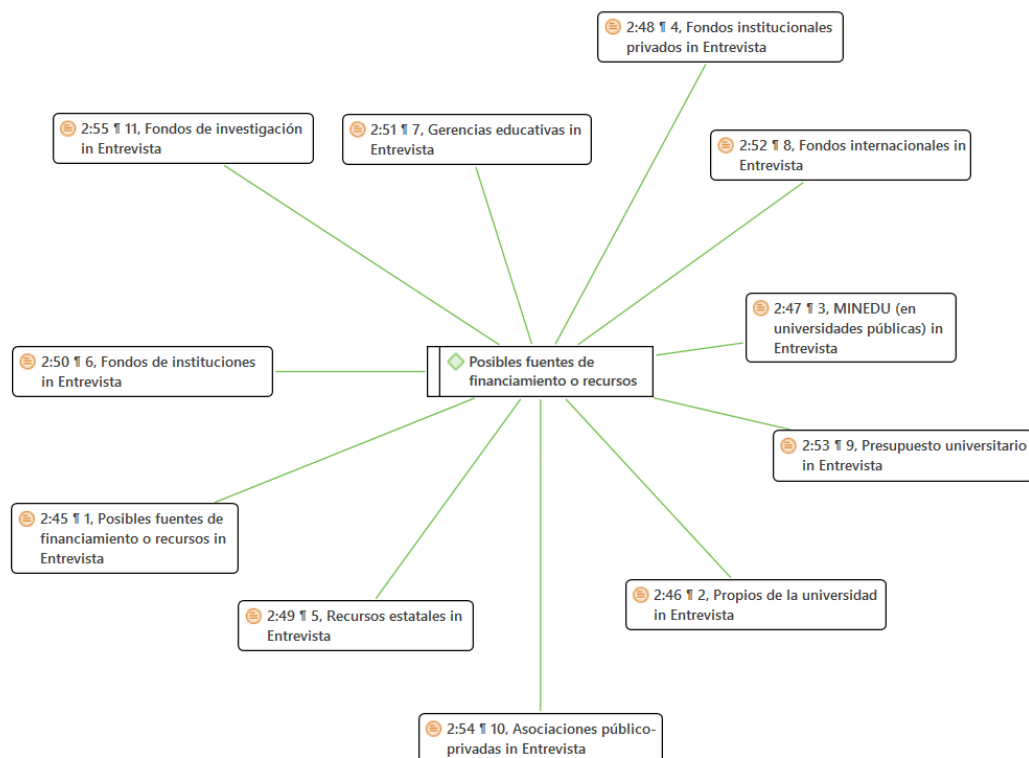 2:48 ¶ 4, Fondos institucionales
privados in Entrevista
2:55 ¶ 11, Fondos de investigación
in Entrevista
2:51 ¶ 7, Gerencias educativas in
Entrevista
2:52 ¶ 8, Fondos internacionales in
Entrevista
2:47 ¶ 3, MINEDU (en
universidades públicas) in
Entrevista
2:50 ¶ 6, Fondos de instituciones
in Entrevista
Posibles fuentes de
financiamiento o recursos
2:53 ¶ 9, Presupuesto universitario
in Entrevista
2:45 ¶ 1, Posibles fuentes de
financiamiento o recursos in
Entrevista
2:49 ¶ 5, Recursos estatales in
Entrevista
2:46 ¶ 2, Propios de la universidad
in Entrevista
2:54 ¶ 10, Asociaciones público-
privadas in Entrevista